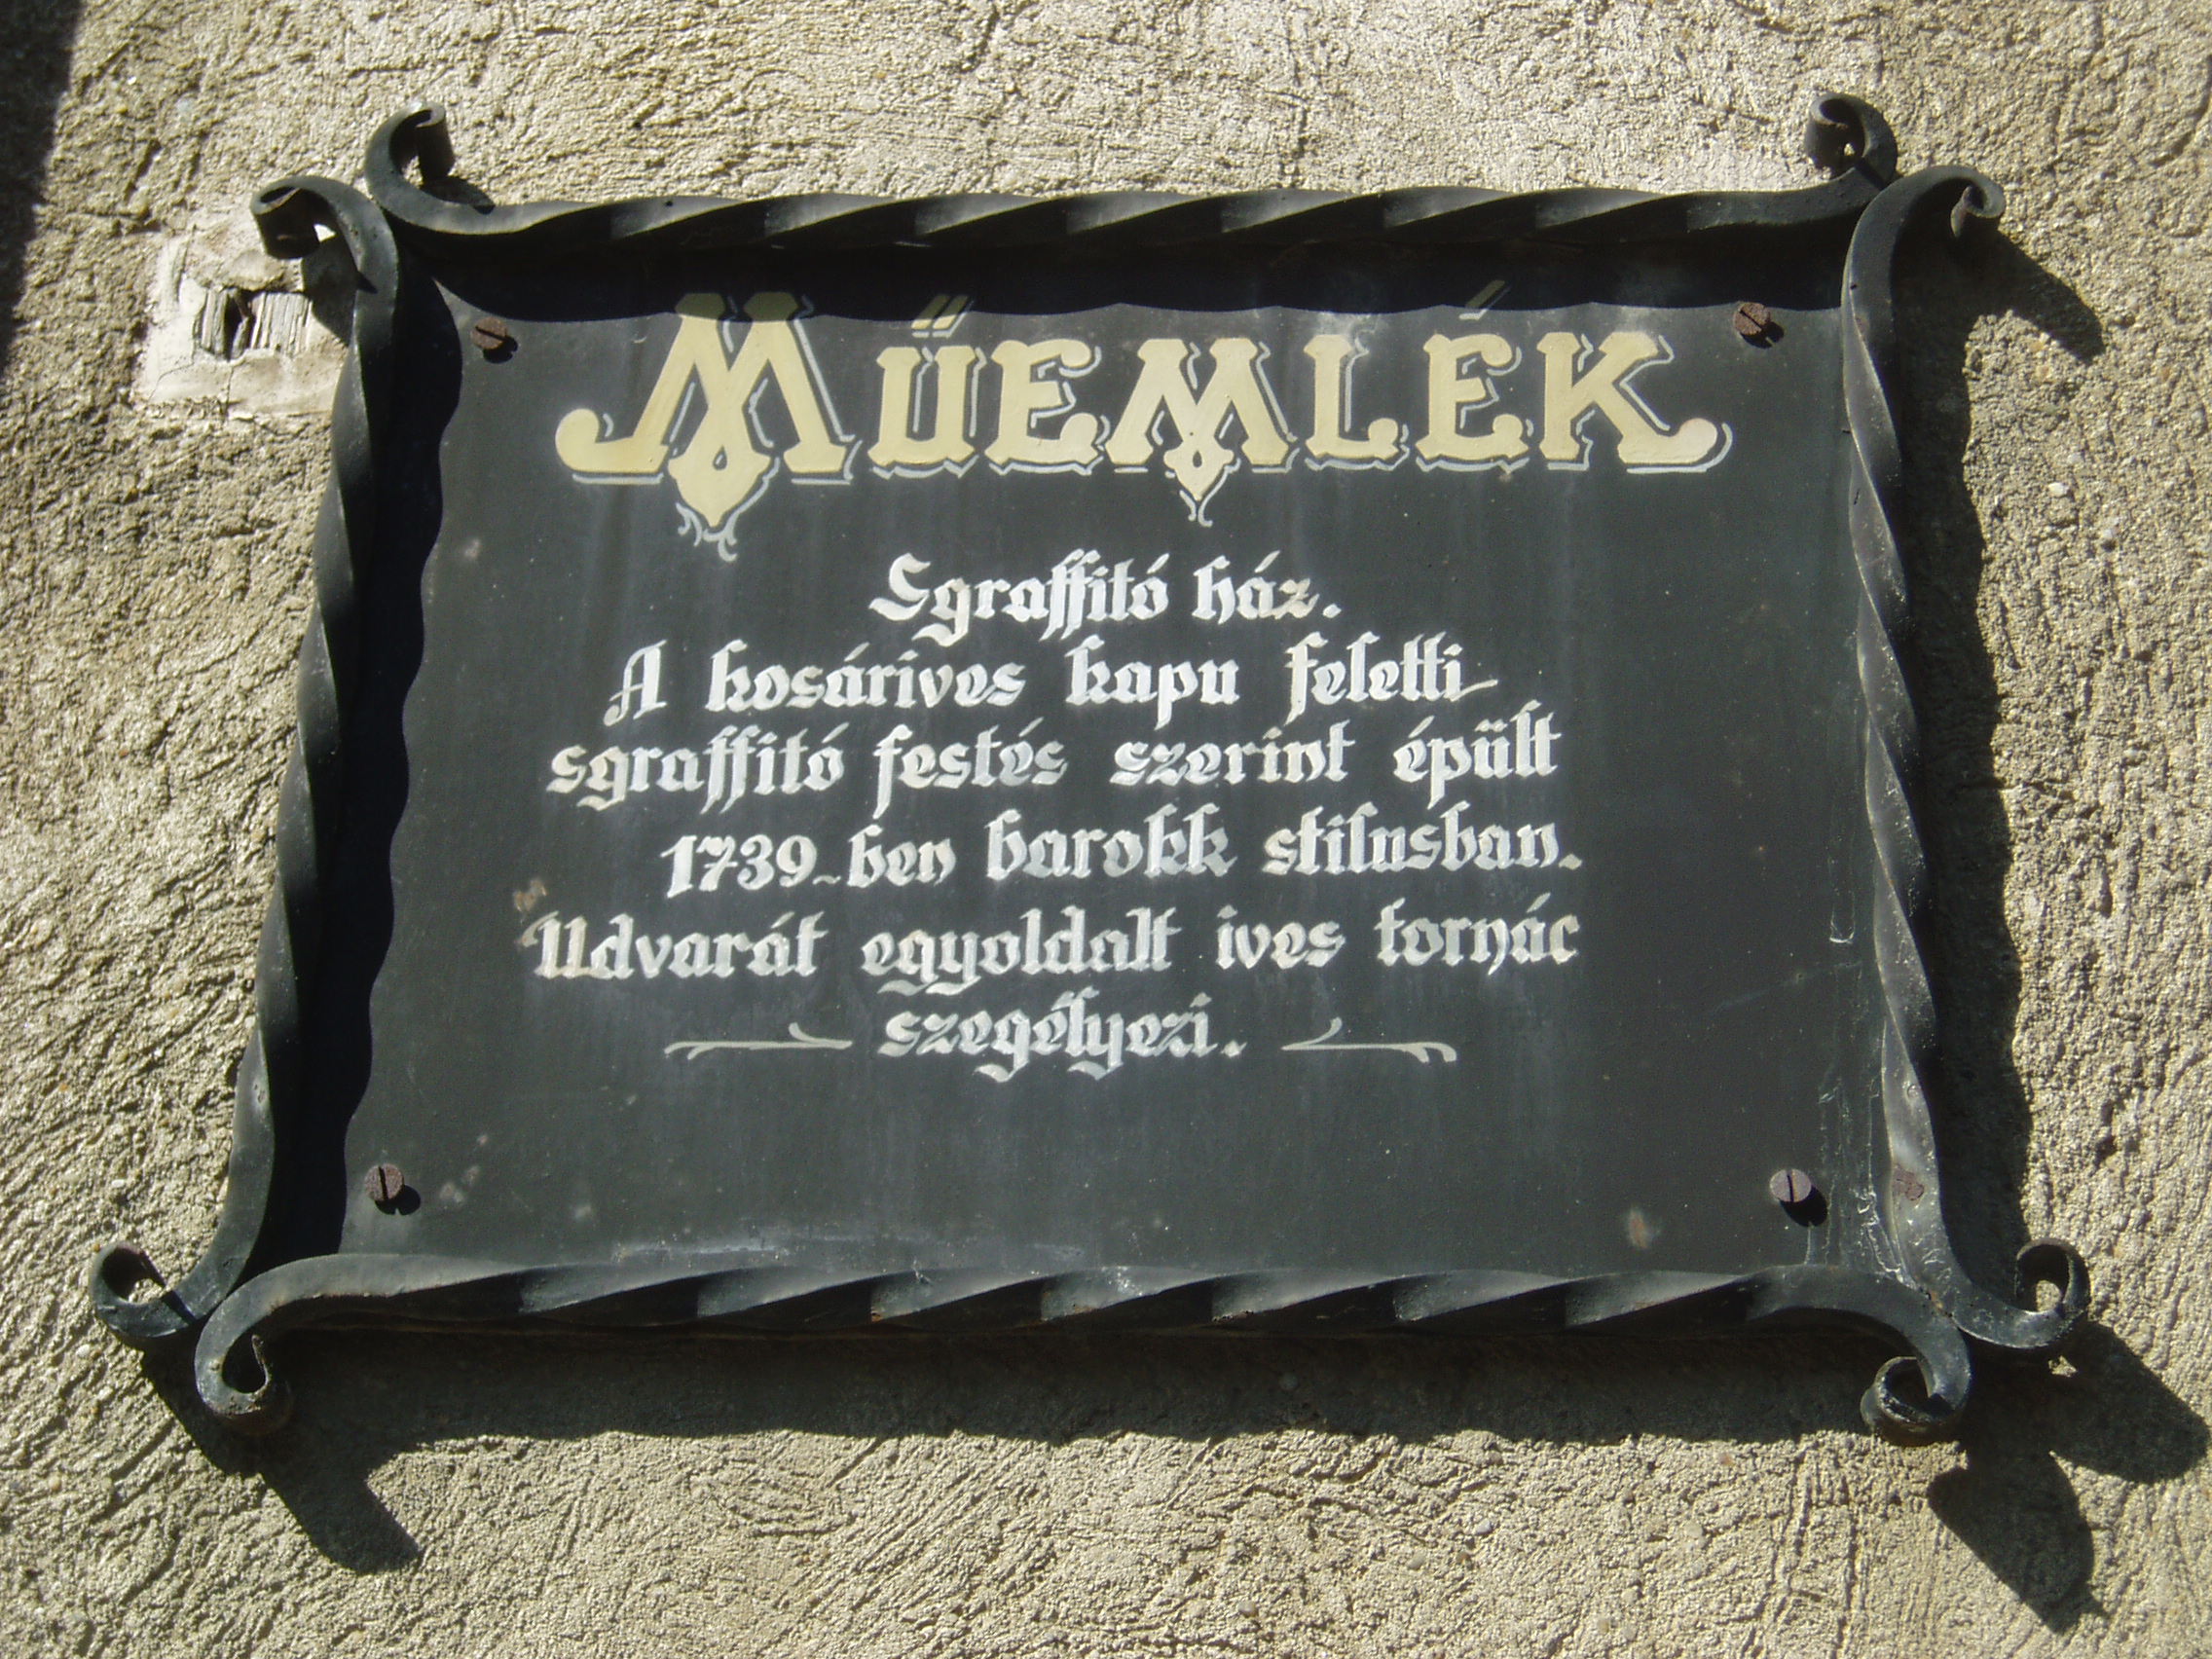 MŰEMLÉK
Sgraffitó ház.
A kosárives kapu feletti
sgraffitó festés szerint épült
1739-ben barokk stilusban.
Udvarát egyoldalt ives tornác
szegélyezi.